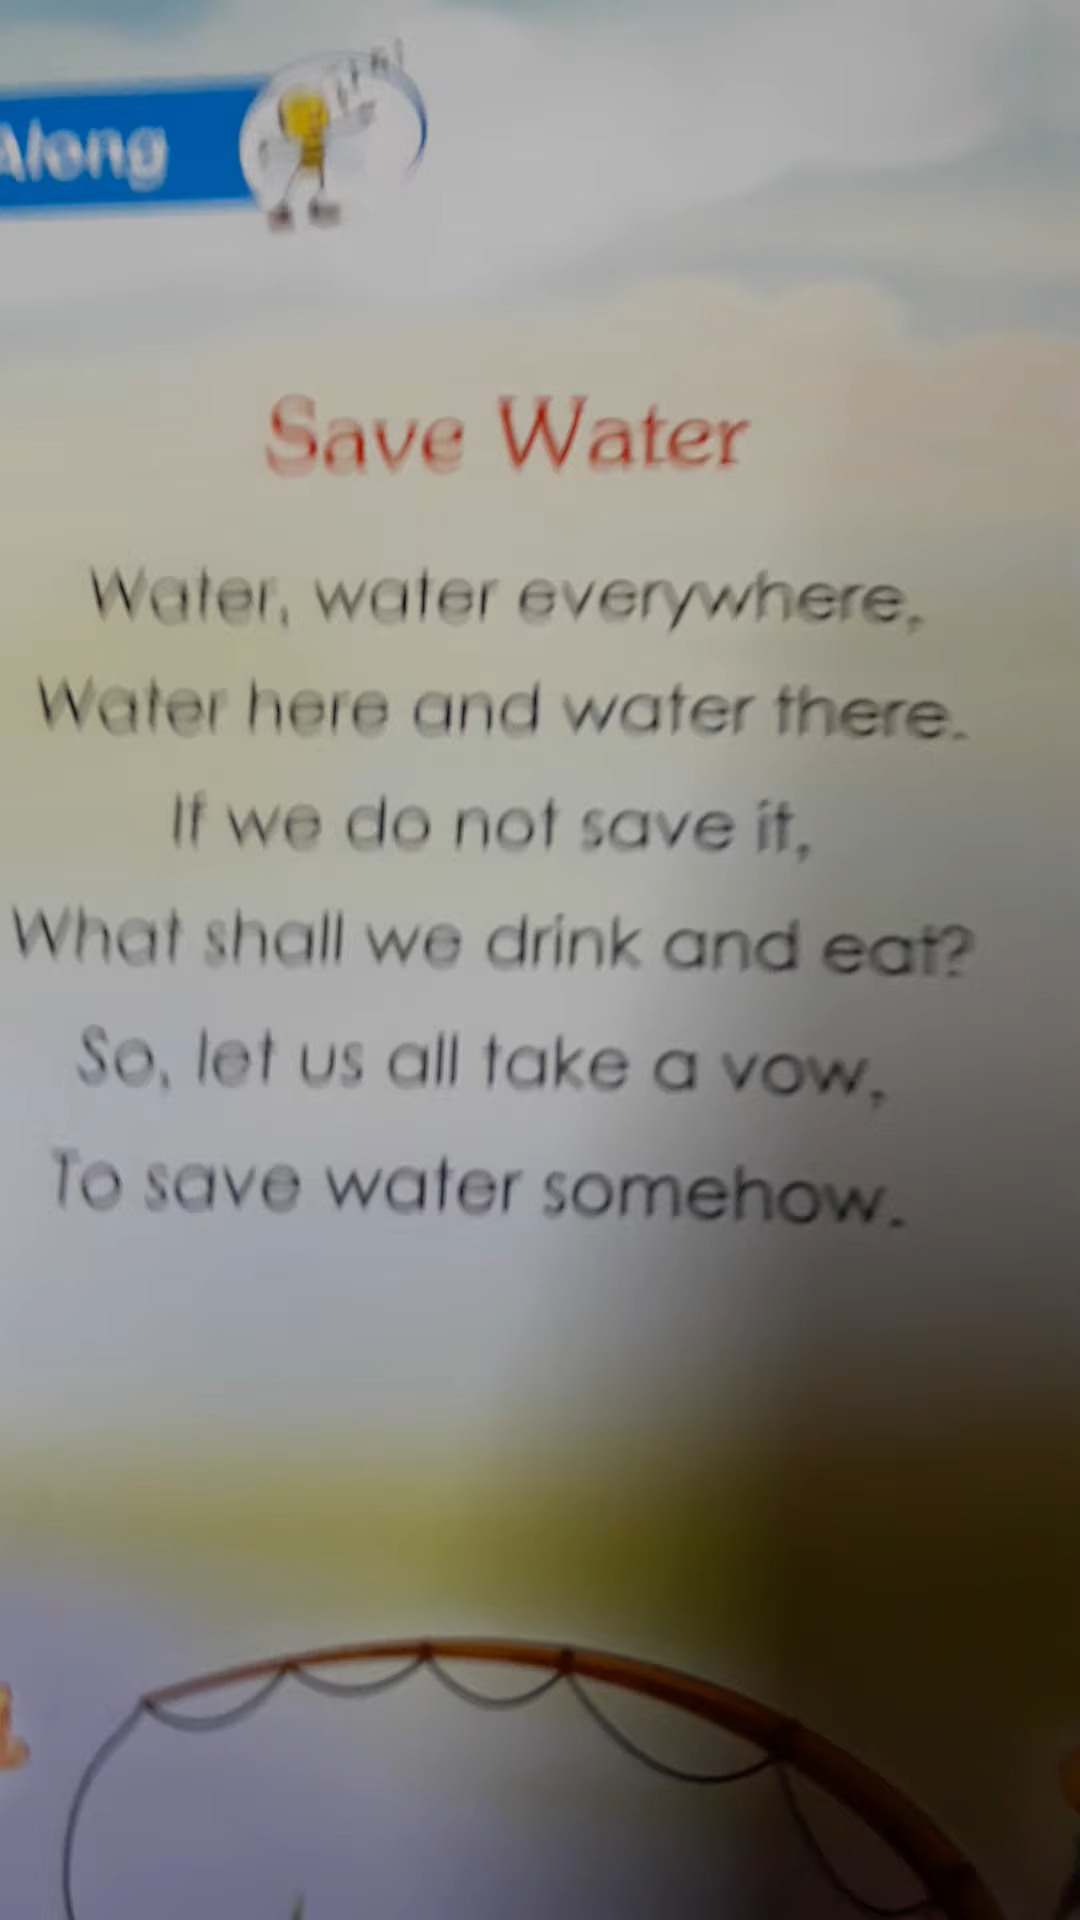 Along
Save Water
Water, water everywhere,
Water here and water there.
If we do not save it,
What shall we drink and eat?
So, let us all take a vow,
To save water somehow.